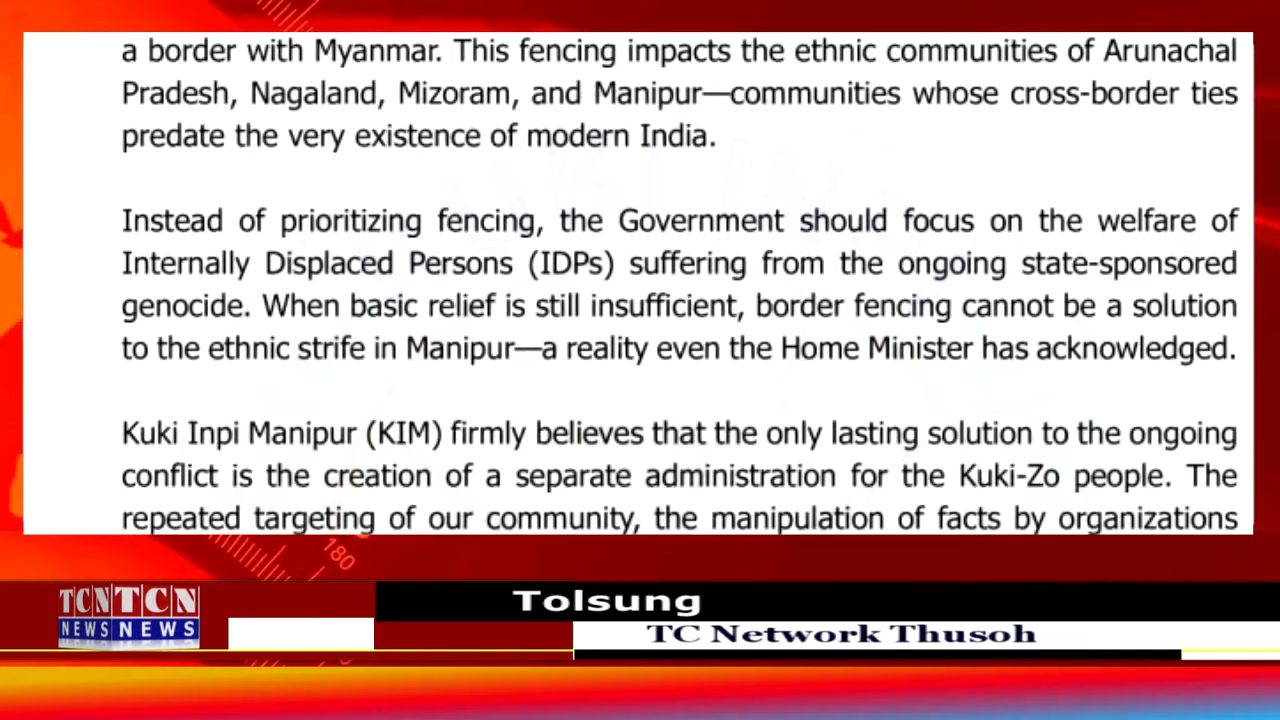 a border with Myanmar. This fencing impacts the ethnic communities of Arunachal
Pradesh, Nagaland, Mizoram, and Manipur—communities whose cross-border ties
predate the very existence of modern India.
Instead of prioritizing fencing, the Government should focus on the welfare of
Internally Displaced Persons (IDPs) suffering from the ongoing state-sponsored
genocide. When basic relief is still insufficient, border fencing cannot be a solution
to the ethnic strife in Manipur—a reality even the Home Minister has acknowledged.
Kuki Inpi Manipur (KIM) firmly believes that the only lasting solution to the ongoing
conflict is the creation of a separate administration for the Kuki-Zo people. The
repeated targeting of our community, the manipulation of facts by organizations
180
TCN TCN
NEWS NEWS
Tolsung
TC Network Thusoh